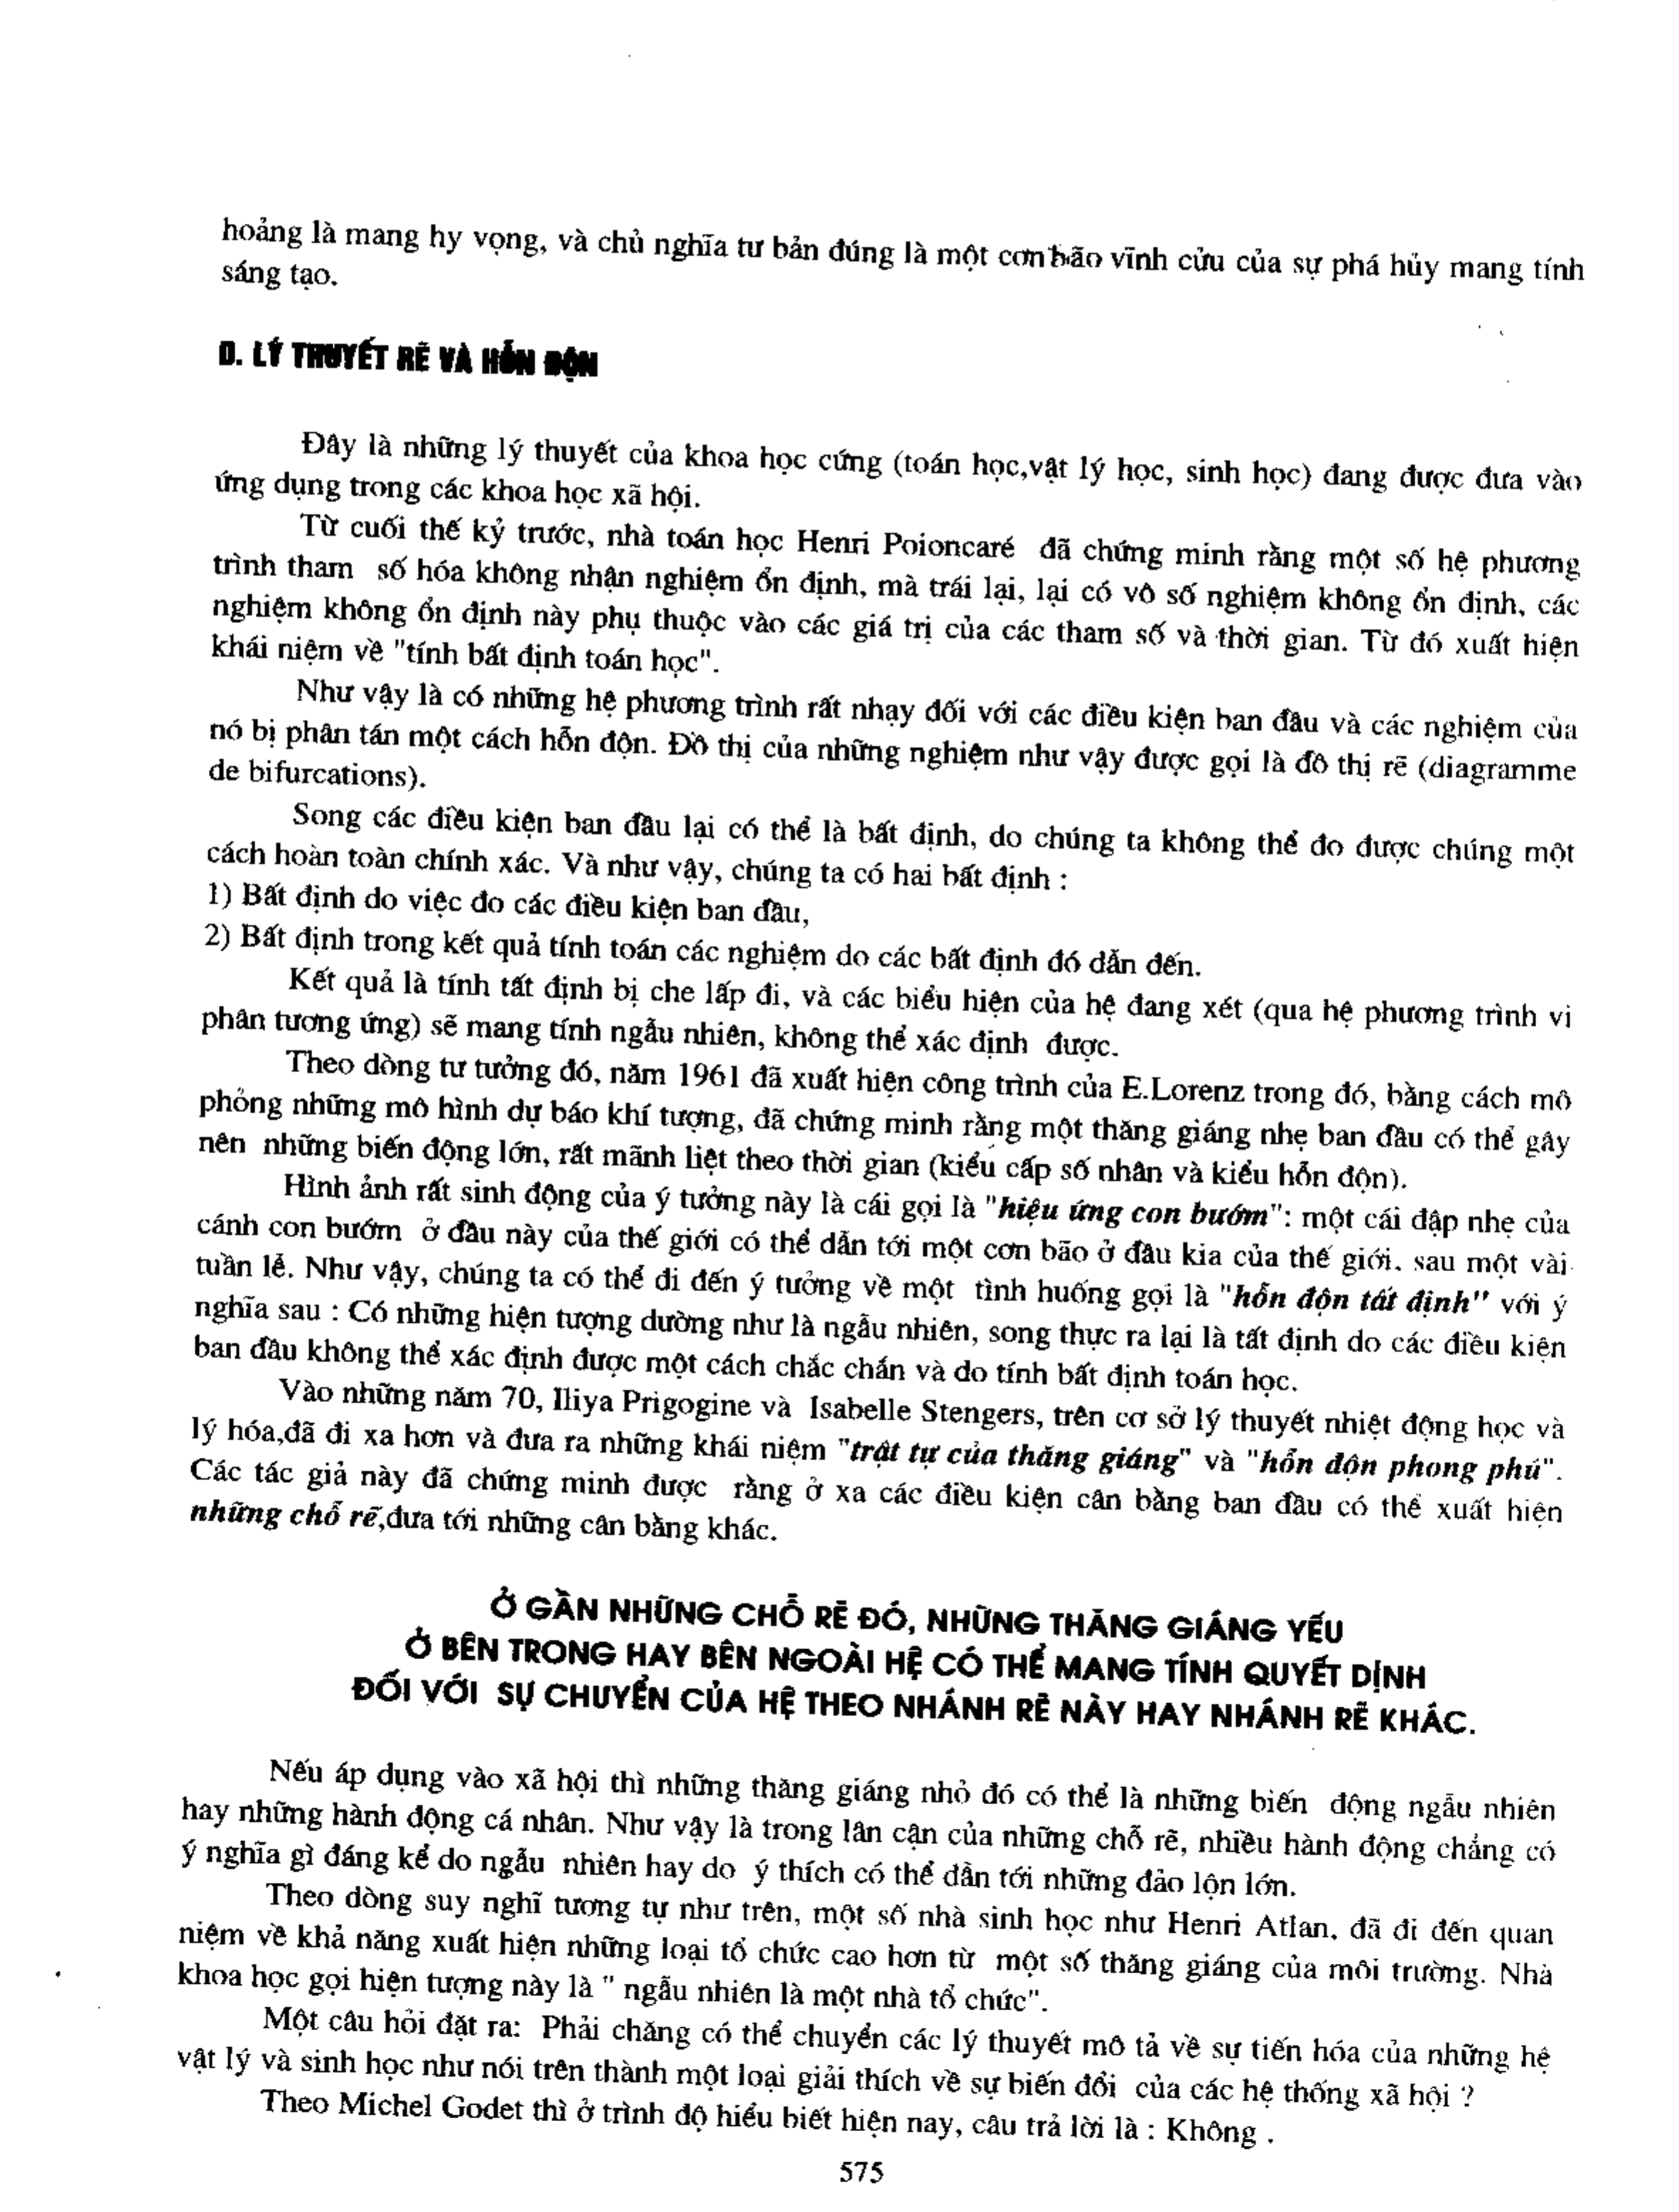 hoảng là mang hy vọng, và chủ nghĩa tư bản đúng là một cơn bão vĩnh cửu của sự phá hủy mang tính
sáng tạo.
D. LÝ THUYẾT RẼ VÀ HỖN ĐỘN
Đây là những lý thuyết của khoa học cứng (toán học,vật lý học, sinh học) đang được đưa vào
ứng dụng trong các khoa học xã hội.
Từ cuối thế kỷ trước, nhà toán học Henri Poioncaré đã chứng minh rằng một số hệ phương
trình tham số hóa không nhận nghiệm ổn định, mà trái lại, lại có vô số nghiệm không ổn định, các
nghiệm không ổn định này phụ thuộc vào các giá trị của các tham số và thời gian. Từ đó xuất hiện
khái niệm về "tính bất định toán học".
Như vậy là có những hệ phương trình rất nhạy đối với các điều kiện ban đầu và các nghiệm của
nó bị phân tán một cách hỗn độn. Đồ thị của những nghiệm như vậy được gọi là đồ thị rẽ (diagramme
de bifurcations).
Song các điều kiện ban đầu lại có thể là bất định, do chúng ta không thể đo được chúng một
cách hoàn toàn chính xác. Và như vậy, chúng ta có hai bất định :
1) Bất định do việc đo các điều kiện ban đầu,
2) Bất định trong kết quả tính toán các nghiệm do các bất định đó dẫn đến.
Kết quả là tính tất định bị che lấp đi, và các biểu hiện của hệ đang xét (qua hệ phương trình vi
phân tương ứng) sẽ mang tính ngẫu nhiên, không thể xác định được.
Theo dòng tư tưởng đó, năm 1961 đã xuất hiện công trình của E.Lorenz trong đó, bằng cách mô
phỏng những mô hình dự báo khí tượng, đã chứng minh rằng một thăng giáng nhẹ ban đầu có thể gây
nên những biến động lớn, rất mãnh liệt theo thời gian (kiểu cấp số nhân và kiểu hỗn độn).
Hình ảnh rất sinh động của ý tưởng này là cái gọi là "hiệu ứng con bướm": một cái đập nhẹ của
cánh con bướm ở đầu này của thế giới có thể dẫn tới một cơn bão ở đầu kia của thế giới. sau một vài
tuần lễ. Như vậy, chúng ta có thể đi đến ý tưởng về một tình huống gọi là "hỗn độn tất định" với ý
nghĩa sau : Có những hiện tượng dường như là ngẫu nhiên, song thực ra lại là tất định do các điều kiện
ban đầu không thể xác định được một cách chắc chắn và do tính bất định toán học.
Vào những năm 70, Iliya Prigogine và Isabelle Stengers, trên cơ sở lý thuyết nhiệt động học và
lý hóa,đã đi xa hơn và đưa ra những khái niệm "trật tự của thăng giáng" và "hỗn độn phong phú".
Các tác giả này đã chứng minh được rằng ở xa các điều kiện cân bằng ban đầu có thể xuất hiện
những chỗ rẽ,đưa tới những cân bằng khác.
Ở GẦN NHỮNG CHỖ RẼ ĐÓ, NHỮNG THĂNG GIÁNG YẾU
Ở BÊN TRONG HAY BÊN NGOÀI HỆ CÓ THỂ MANG TÍNH QUYẾT DỊNH
ĐỐI VỚI SỰ CHUYỂN CỦA HỆ THEO NHÁNH RẼ NÀY HAY NHÁNH RẼ KHÁC.
Nếu áp dụng vào xã hội thì những thăng giáng nhỏ đó có thể là những biến động ngẫu nhiên
hay những hành động cá nhân. Như vậy là trong lân cận của những chỗ rẽ, nhiều hành động chẳng có
ý nghĩa gì đáng kể do ngẫu nhiên hay do ý thích có thể dẫn tới những đảo lộn lớn.
Theo dòng suy nghĩ tương tự như trên, một số nhà sinh học như Henri Atlan, đã đi đến quan
niệm về khả năng xuất hiện những loại tổ chức cao hơn từ một số thăng giáng của môi trường. Nhà
khoa học gọi hiện tượng này là " ngẫu nhiên là một nhà tổ chức".
Một câu hỏi đặt ra: Phải chăng có thể chuyển các lý thuyết mô tả về sự tiến hóa của những hệ
vật lý và sinh học như nói trên thành một loại giải thích về sự biến đổi của các hệ thống xã hội ?
Theo Michel Godet thì ở trình độ hiểu biết hiện nay, câu trả lời là : Không .
575